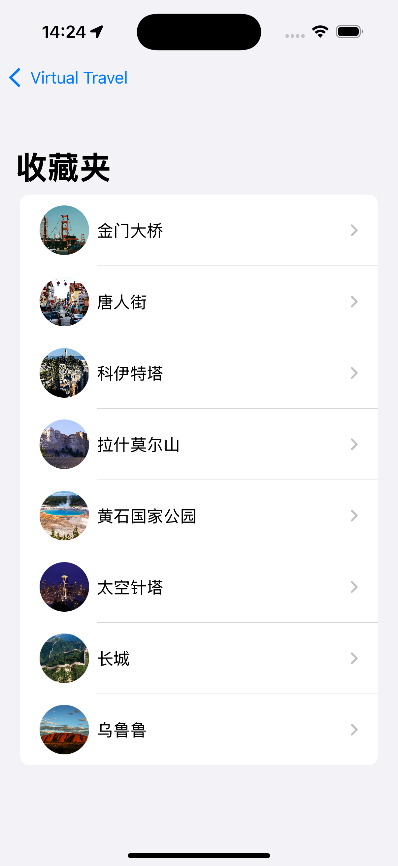 14:24
Virtual Travel
收藏夹
金门大桥
唐人街
科伊特塔
拉什莫尔山
黄石国家公园
太空针塔
长城
乌鲁鲁